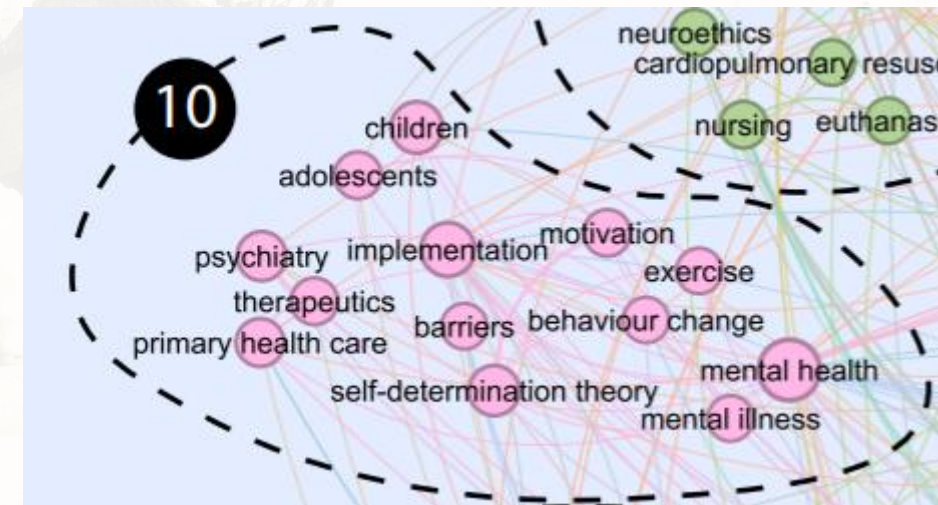 neuroethics
cardiopulmonary resus
10
children
nursing
euthanas
adolescents
motivation
psychiatry
implementation
exercise
therapeutics
barriers
behaviour change
primary health care
mental health
self-determination theory
mental illness